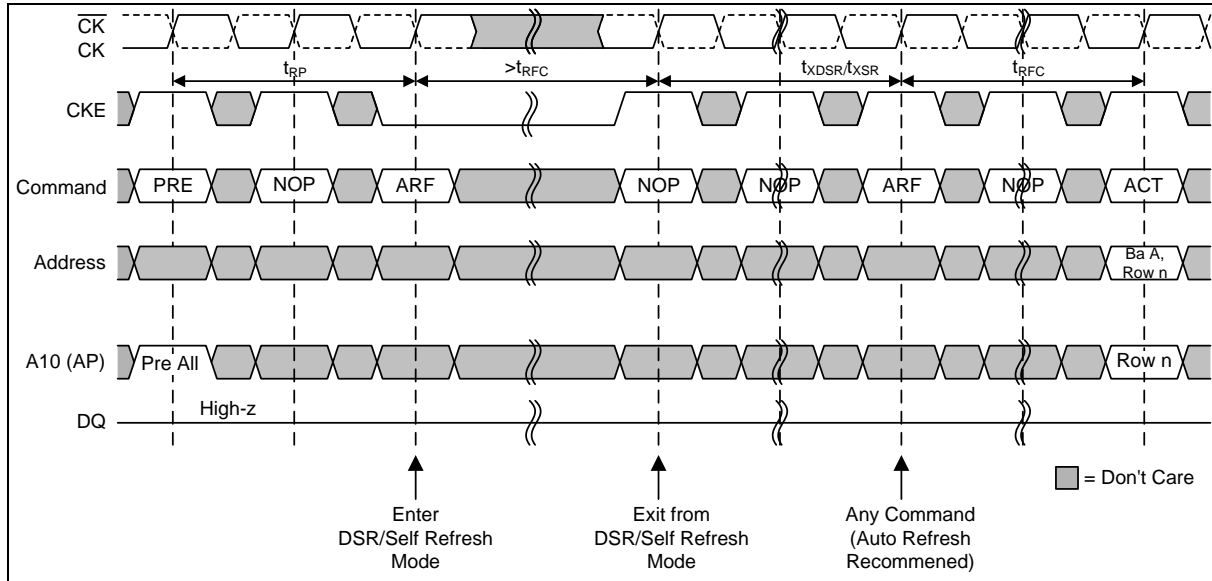 CK
CK
tRP
>tRFC
tXDSR/tXSR
tRFC
CKE
Command
PRE
NOP
ARF
NOP
NOP
ARF
NOP
ACT
Address
Ba A,
Row n
A10 (AP)
Pre All
Row n
High-z
DQ
= Don't Care
Enter
DSR/Self Refresh
Mode
Exit from
DSR/Self Refresh
Mode
Any Command
(Auto Refresh
Recommened)